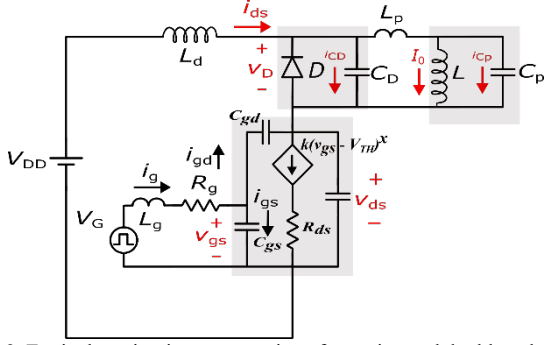 i_ds
L_p
L_d
v_D
D
i_CD
C_D
I_0
L
i_Cp
C_p
C_gd
k(v_gs - V_TH)^x
V_DD
i_gd
i_g
R_g
i_gs
v_ds
V_G
L_g
v_gs
C_gs
R_ds